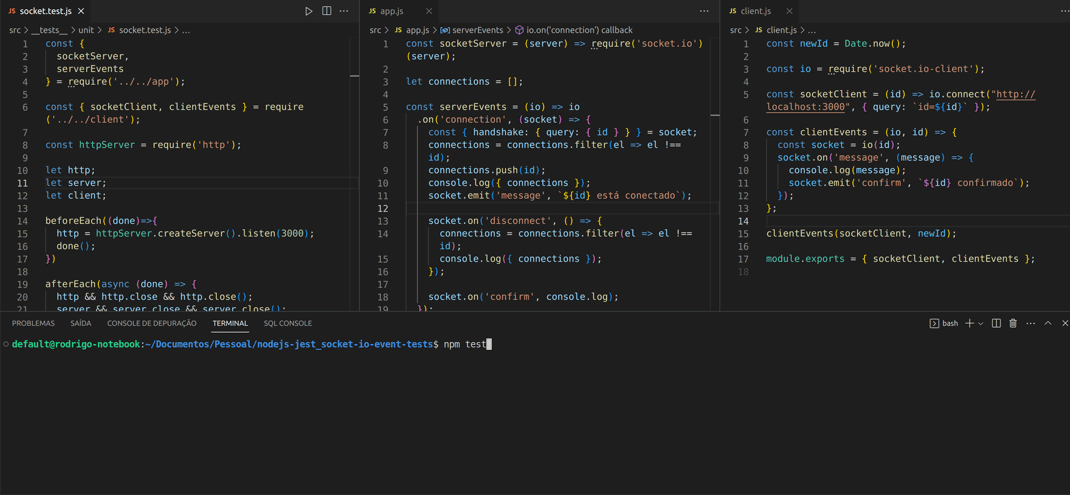 JS socket.test.js
src > __tests__ > unit > JS socket.test.js > ...
1 const {
2 socketServer,
3 serverEvents
4 } = require('../../app');
5
6 const { socketClient, clientEvents } = require
('../../client');
7
8 const httpServer = require('http');
9
10 let http;
11 let server;
12 let client;
13
14 beforeEach((done)=>{
15 http = httpServer.createServer().listen(3000);
16 done();
17 })
18
19 afterEach(async (done) => {
20 http && http.close && http.close();
21 server && server.close && server.close();
JS app.js
src > JS app.js > serverEvents > io.on('connection') callback
1 const socketServer = (server) => require('socket.io')
(server);
2
3 let connections = [];
4
5 const serverEvents = (io) => io
6 .on('connection', (socket) => {
7 const { handshake: { query: { id } } } = socket;
8 connections = connections.filter(el => el !==
id);
9 connections.push(id);
10 console.log({ connections });
11 socket.emit('message', `${id} está conectado`);
12
13 socket.on('disconnect', () => {
14 connections = connections.filter(el => el !==
id);
15 console.log({ connections });
16 });
17
18 socket.on('confirm', console.log);
19 });
JS client.js
src > JS client.js > ...
1 const newId = Date.now();
2
3 const io = require('socket.io-client');
4
5 const socketClient = (id) => io.connect("http://
localhost:3000", { query: `id=${id}` });
6
7 const clientEvents = (io, id) => {
8 const socket = io(id);
9 socket.on('message', (message) => {
10 console.log(message);
11 socket.emit('confirm', `${id} confirmado`);
12 });
13 };
14
15 clientEvents(socketClient, newId);
16
17 module.exports = { socketClient, clientEvents };
18
PROBLEMAS SAÍDA CONSOLE DE DEPURAÇÃO TERMINAL SQL CONSOLE
bash
default@rodrigo-notebook:~/Documentos/Pessoal/nodejs-jest_socket-io-event-tests$ npm test